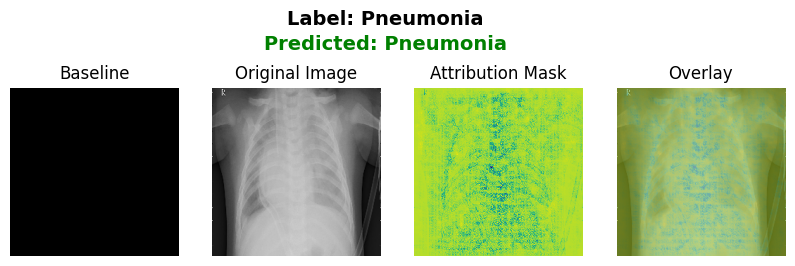 Label: Pneumonia
Predicted: Pneumonia
Baseline
Original Image
Attribution Mask
Overlay
R